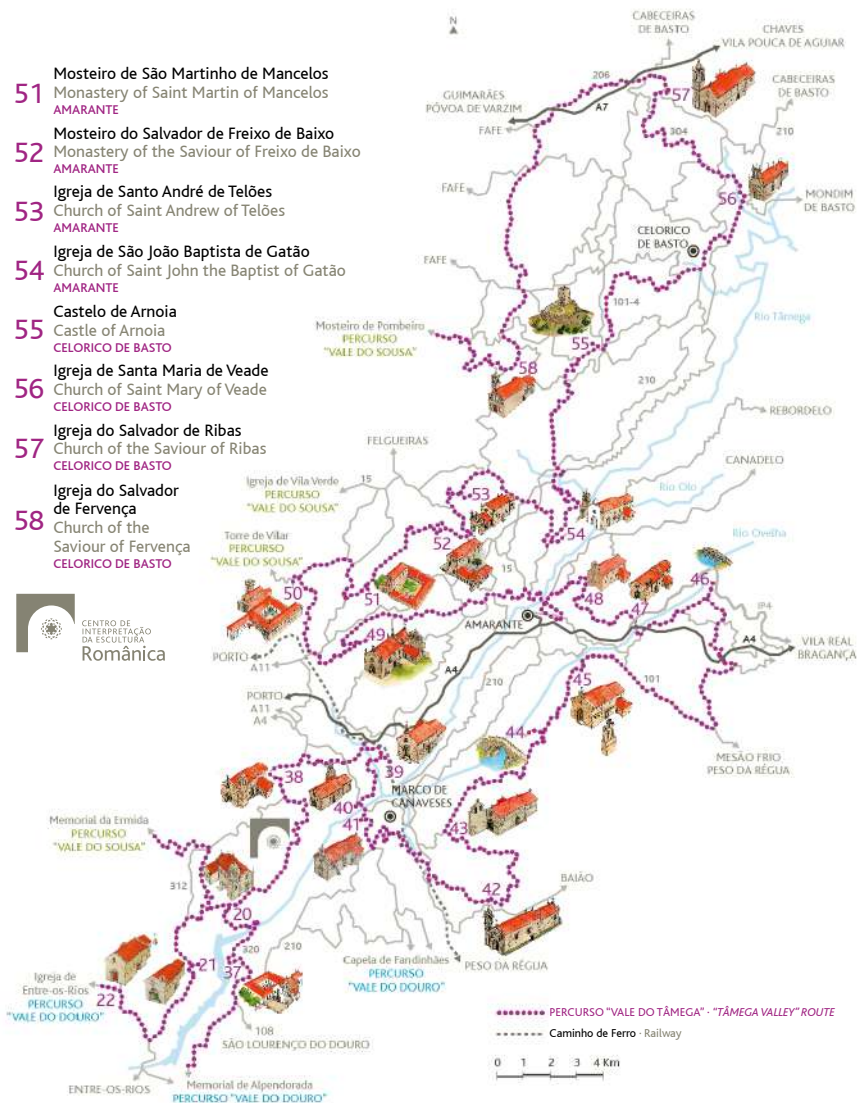 51
Mosteiro de São Martinho de Mancelos
Monastery of Saint Martin of Mancelos
AMARANTE
52
Mosteiro do Salvador de Freixo de Baixo
Monastery of the Saviour of Freixo de Baixo
AMARANTE
53
Igreja de Santo André de Telões
Church of Saint Andrew of Telões
AMARANTE
54
Igreja de São João Baptista de Gatão
Church of Saint John the Baptist of Gatão
AMARANTE
55
Castelo de Arnoia
Castle of Arnoia
CELORICO DE BASTO
56
Igreja de Santa Maria de Veade
Church of Saint Mary of Veade
CELORICO DE BASTO
57
Igreja do Salvador de Ribas
Church of the Saviour of Ribas
CELORICO DE BASTO
58
Igreja do Salvador
de Fervença
Church of the
Saviour of Fervença
CELORICO DE BASTO
CENTRO DE
INTERPRETAÇÃO
DA ESCULTURA
Românica
N
CABECEIRAS
DE BASTO
CHAVES
VILA POUCA DE AGUIAR
206
57
CABECEIRAS
DE BASTO
GUIMARÃES
PÓVOA DE VARZIM
A7
FAFE
304
210
FAFE
56
MONDIM
DE BASTO
CELORICO
DE BASTO
FAFE
101-4
Rio Tâmega
Mosteiro de Pombeiro
PERCURSO
"VALE DO SOUSA"
55
58
210
REBORDELO
FELGUEIRAS
CANADELO
15
Igreja de Vila Verde
PERCURSO
"VALE DO SOUSA"
53
Rio Olo
54
Torre de Vilar
PERCURSO
"VALE DO SOUSA"
52
Rio Ovelha
15
50
51
48
47
46
IP4
AMARANTE
49
PORTO
A11
A4
A4
VILA REAL
BRAGANÇA
PORTO
A11
A4
210
45
101
44
MESÃO FRIO
PESO DA RÉGUA
38
39
MARCO DE
CANAVESES
40
41
43
Memorial da Ermida
PERCURSO
"VALE DO SOUSA"
312
42
BAIÃO
20
320
210
Capela de Fandinhães
PERCURSO
"VALE DO DOURO"
PESO DA RÉGUA
21
37
Igreja de
Entre-os-Rios
PERCURSO
"VALE DO DOURO"
22
108
SÃO LOURENÇO DO DOURO
ENTRE-OS-RIOS
Memorial de Alpendorada
PERCURSO "VALE DO DOURO"
PERCURSO "VALE DO TÂMEGA" · "TÂMEGA VALLEY" ROUTE
Caminho de Ferro · Railway
0 1 2 3 4 Km